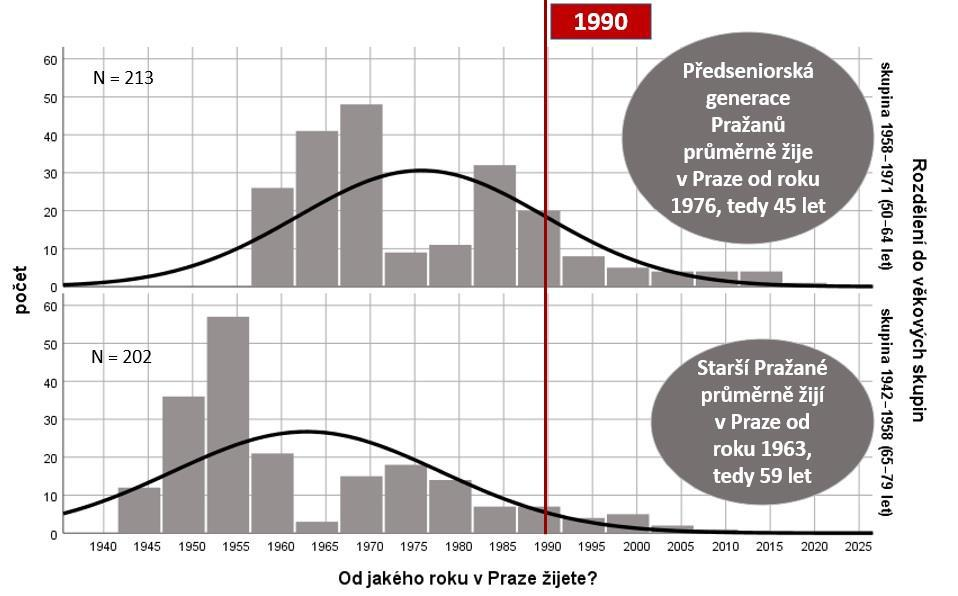 1990
N = 213
Předseniorská
generace
Pražanů
průměrně žije
v Praze od roku
1976, tedy 45 let
skupina 1958–1971 (50–64 let)
60
50
40
30
20
10
0
Rozdělení do věkových skupin
počet
N = 202
Starší Pražané
průměrně žijí
v Praze od
roku 1963,
tedy 59 let
skupina 1942–1958 (65–79 let)
60
50
40
30
20
10
0
1940 1945 1950 1955 1960 1965 1970 1975 1980 1985 1990 1995 2000 2005 2010 2015 2020 2025
Od jakého roku v Praze žijete?